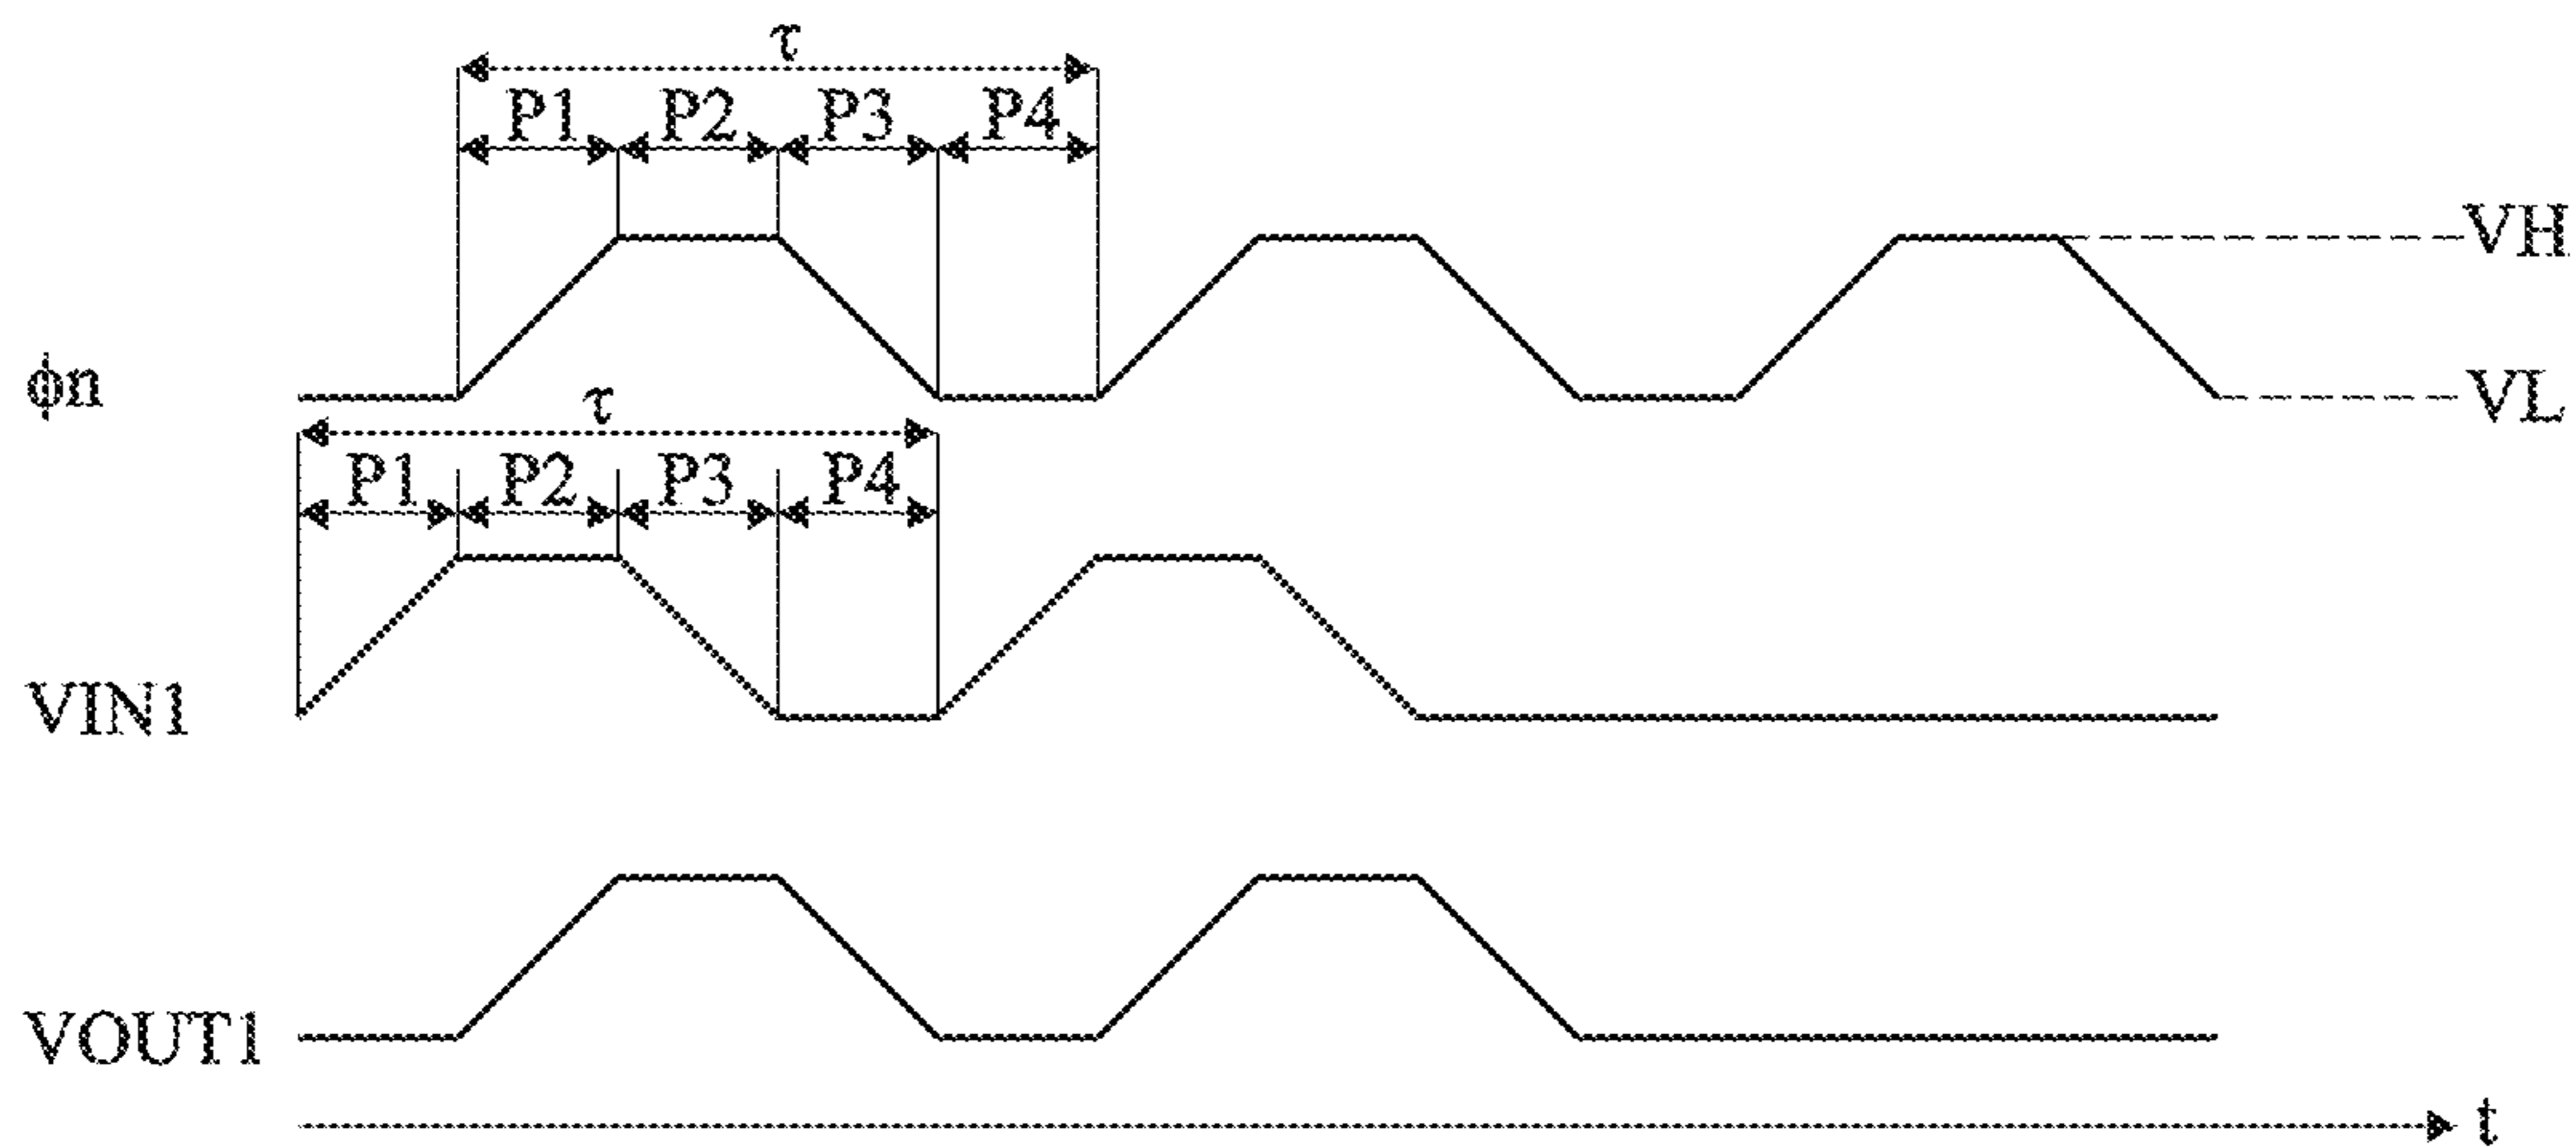 τ
P1 P2 P3 P4
VH
ϕn
VL
τ
P1 P2 P3 P4
VIN1
VOUT1
t